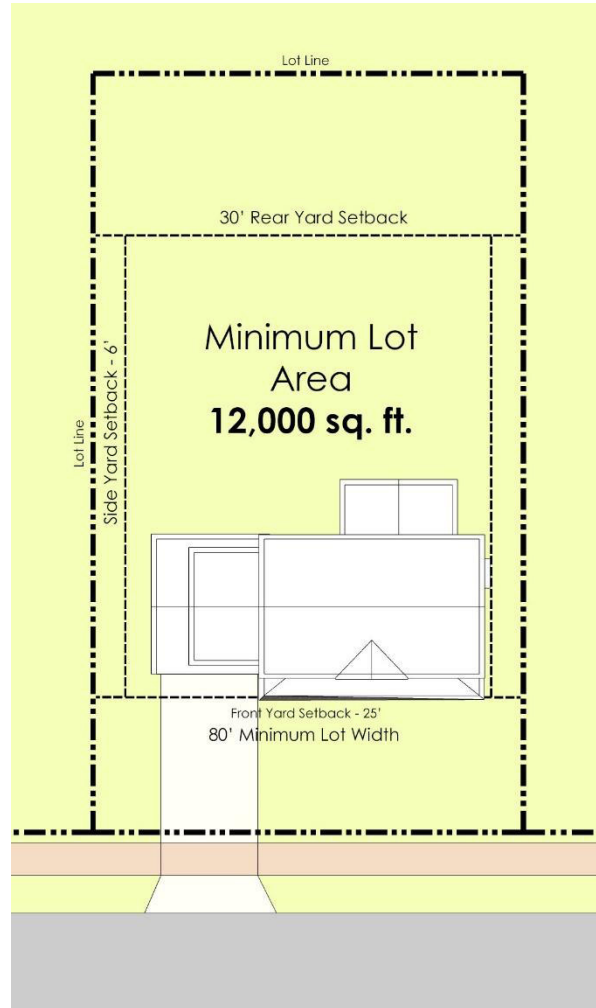 Lot Line
30' Rear Yard Setback
Minimum Lot
Area
12,000 sq. ft.
Lot Line
Side Yard Setback - 6'
Front Yard Setback - 25'
80' Minimum Lot Width